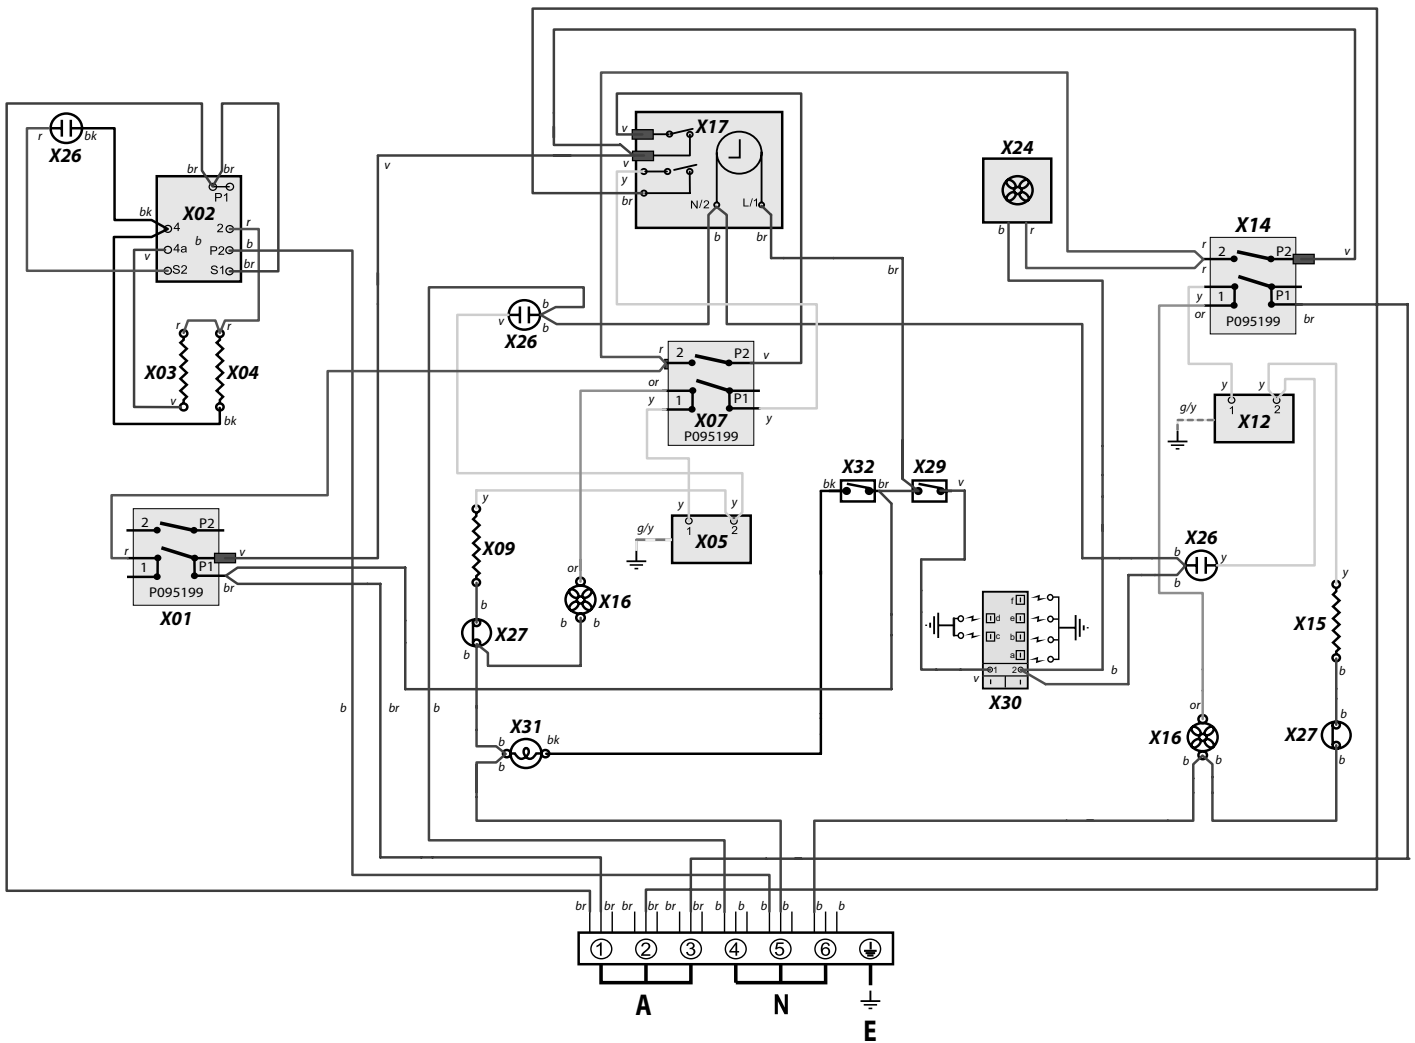 r
bk
X26
br
br
v
X17
v
v
y
br
N/2
L/1
b
br
X24
b
r
X14
r
r
2
P2
v
y
or
1
P1
br
P095199
P1
bk
X02
4
2
r
b
4a
v
P2
b
S2
S1
br
br
r
r
X03
X04
v
bk
b
v
b
X26
r
2
P2
v
or
y
1
P1
X07
y
P095199
y
y
1
2
g/y
X12
X32
X29
bk
br
v
y
y
y
g/y
1
2
X05
X09
2
P2
r
v
1
P1
P095199
br
X01
or
X16
b
b
b
X27
b
X26
b
y
b
y
f
d
e
c
b
a
1
2
v
b
X30
X15
b
b
br
b
X31
b
bk
b
or
X16
b
b
b
X27
b
br
br
br
br
br
br
b
b
b
b
b
b
1
2
3
4
5
6
A
N
E